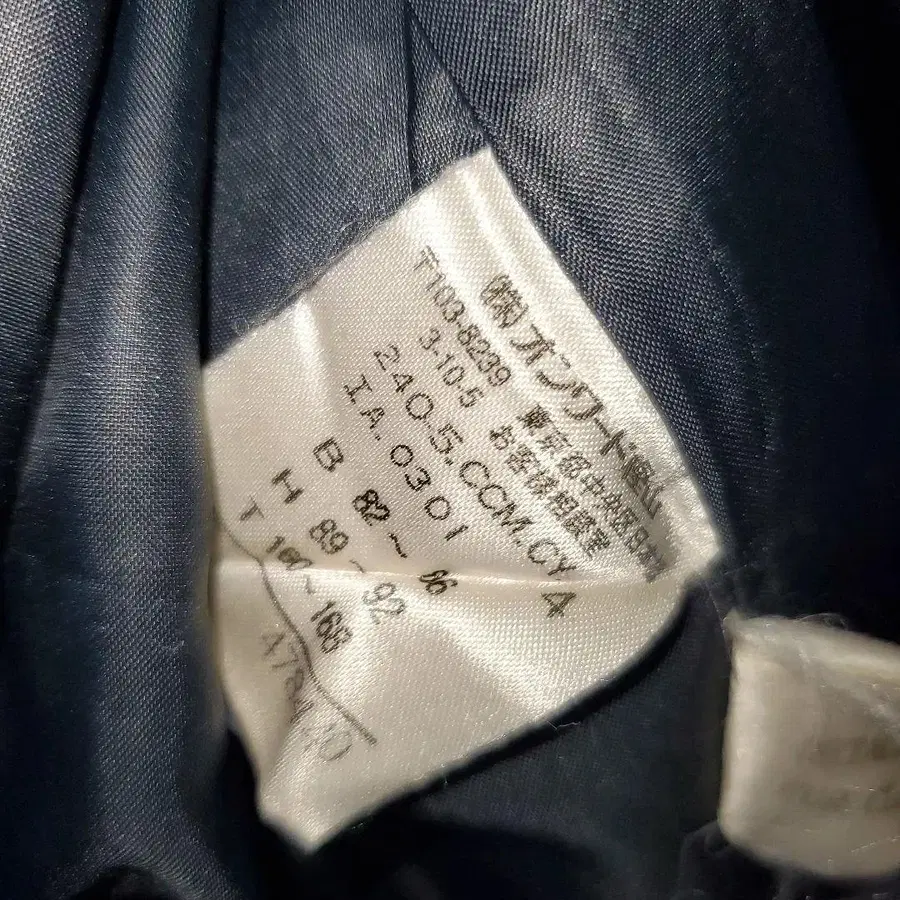 (株)オンワード樫山
〒103-8239 東京都中央区日本
3-10-5 お客様相談室
240-5.CCM.CY 4
IA.0301
B 82~86
H 89~92
T 160~168